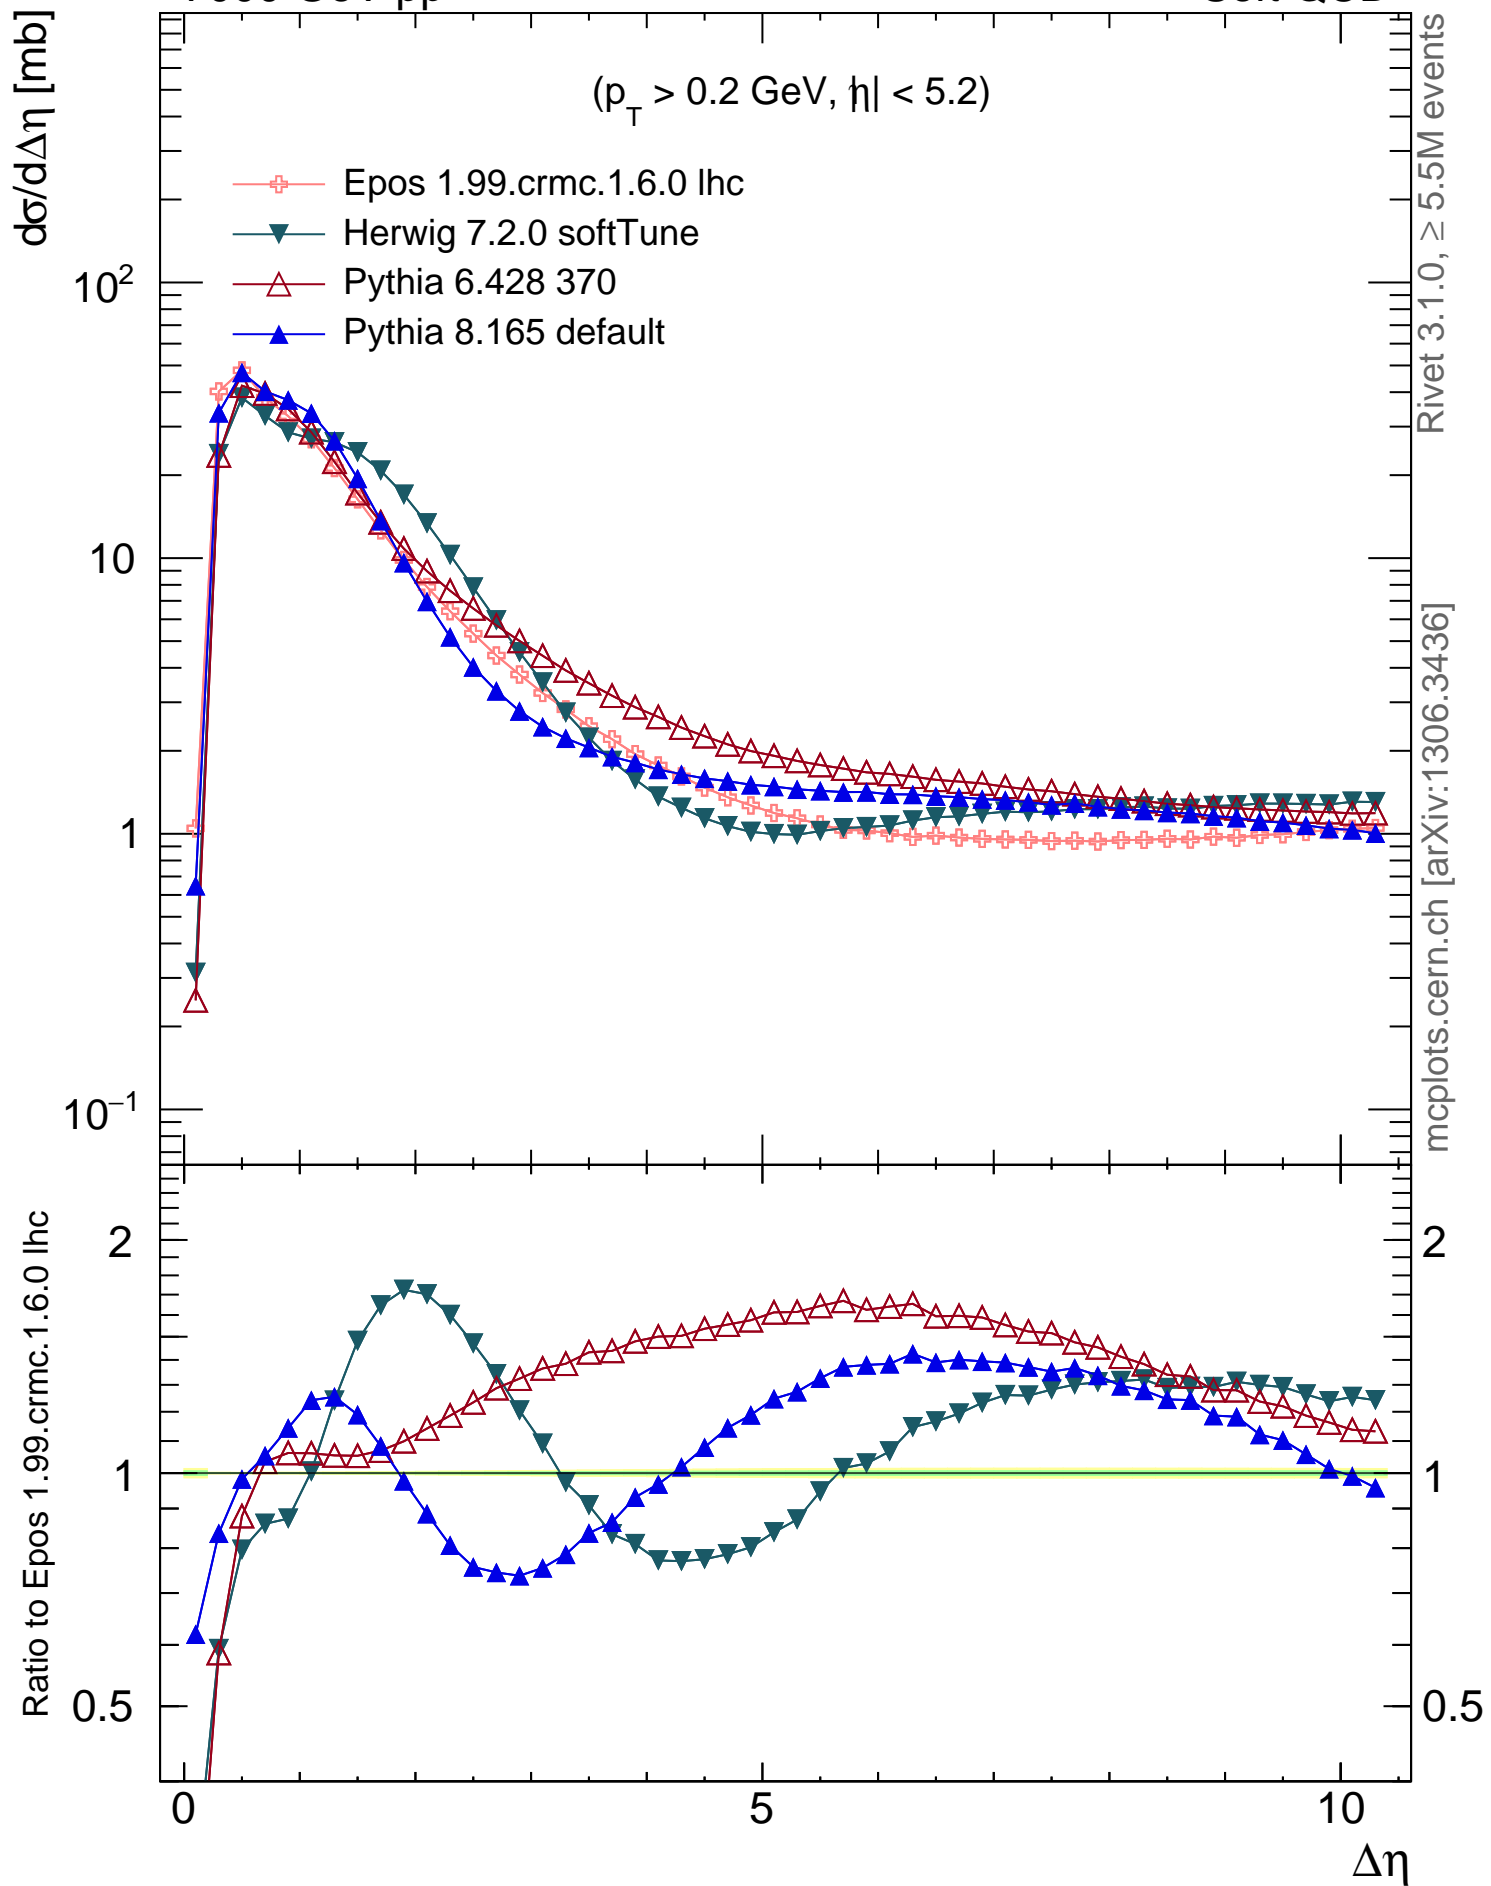 dσ/dΔη [mb]
(p_T > 0.2 GeV, |η| < 5.2)
Epos 1.99.crmc.1.6.0 lhc
Herwig 7.2.0 softTune
Pythia 6.428 370
Pythia 8.165 default
10²
10
1
10⁻¹
Rivet 3.1.0, ≥ 5.5M events
mcplots.cern.ch [arXiv:1306.3436]
Ratio to Epos 1.99.crmc.1.6.0 lhc
2
1
0.5
2
1
0.5
0
5
10
Δη